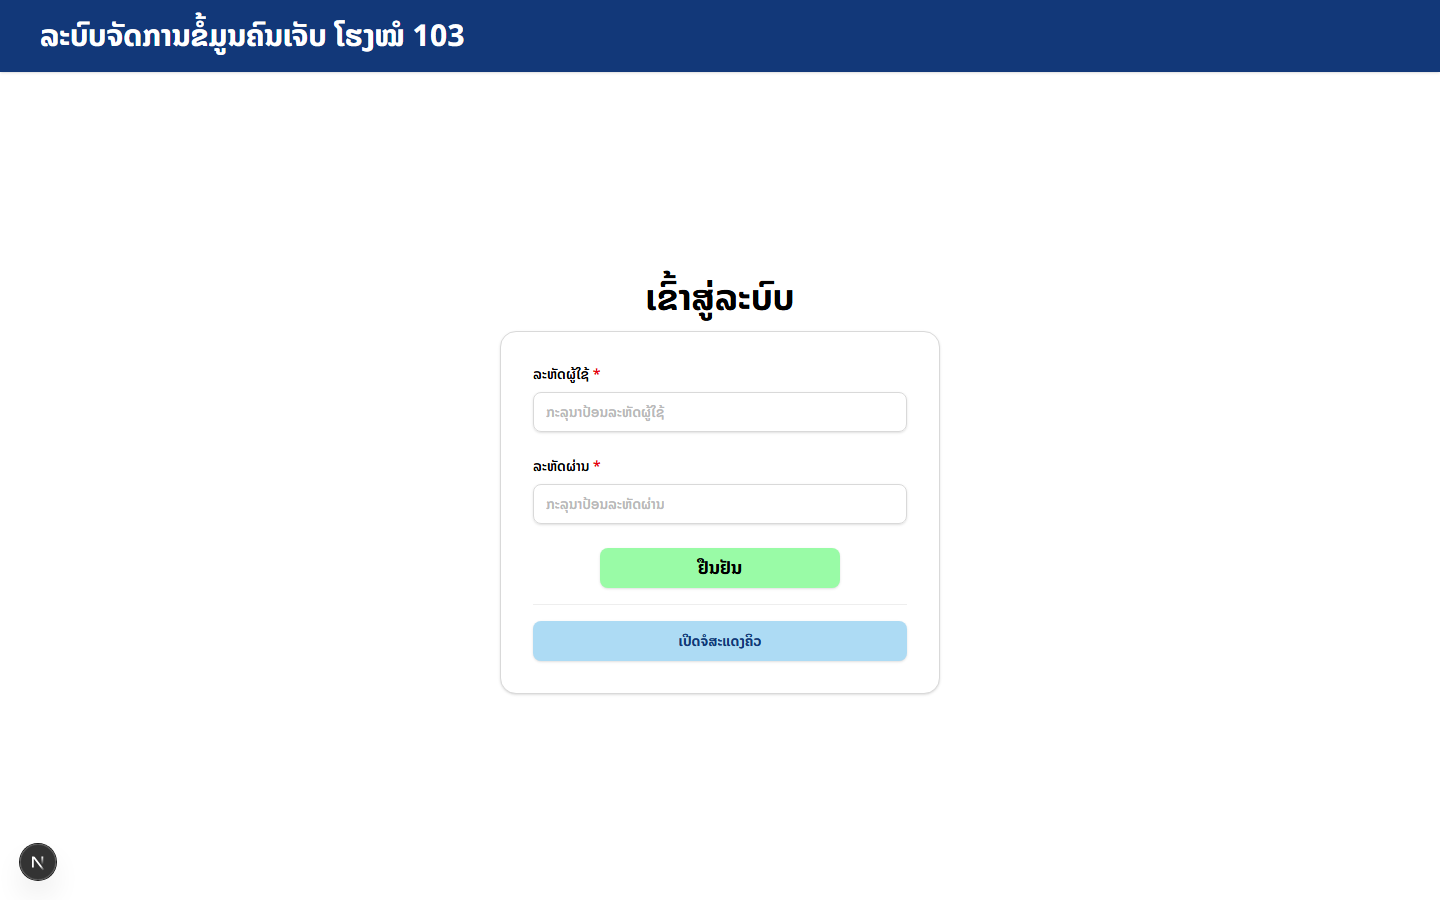 ລະບົບຈັດການຂໍ້ມູນຄົນເຈັບ ໂຮງໝໍ 103
ເຂົ້າສູ່ລະບົບ
ລະຫັດຜູ້ໃຊ້ *
ກະລຸນາປ້ອນລະຫັດຜູ້ໃຊ້
ລະຫັດຜ່ານ *
ກະລຸນາປ້ອນລະຫັດຜ່ານ
ຢືນຢັນ
ເປີດຈໍສະແດງຄິວ
N